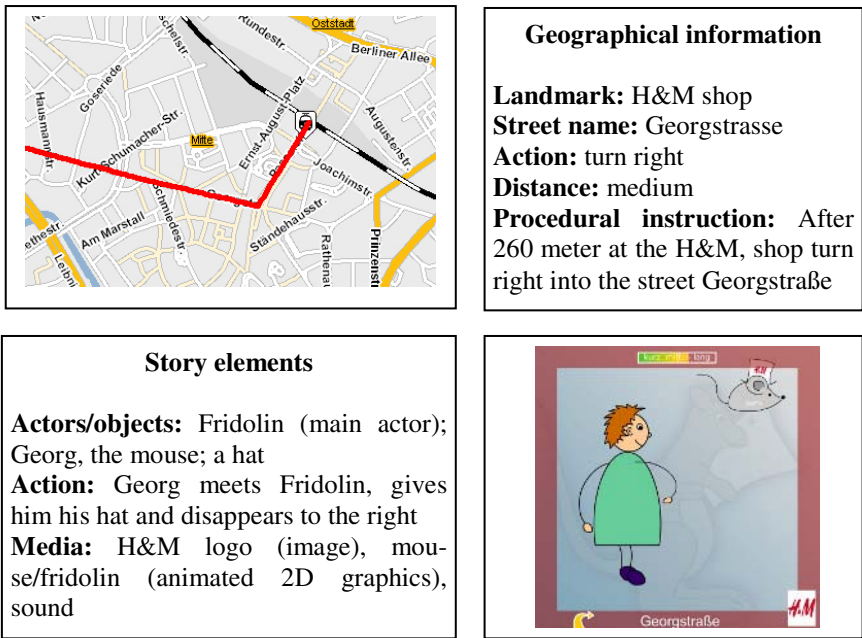 Oststadt
Rundestr.
Berliner Allee
Goseriede
Hausmannstr.
Kurt-Schumacher-Str.
Mitte
Ernst-August-Platz
Augustenstr.
Joachimstr.
Am Marstall
Schmiedestr.
Ständehausstr.
Prinzenst
Rathenau
Leibni
Geographical information
Landmark: H&M shop
Street name: Georgstrasse
Action: turn right
Distance: medium
Procedural instruction: After
260 meter at the H&M, shop turn
right into the street Georgstraße
Story elements
Actors/objects: Fridolin (main actor);
Georg, the mouse; a hat
Action: Georg meets Fridolin, gives
him his hat and disappears to the right
Media: H&M logo (image), mou-
se/fridolin (animated 2D graphics),
sound
kurz mittel lang
H&M
H&M
Georgstraße